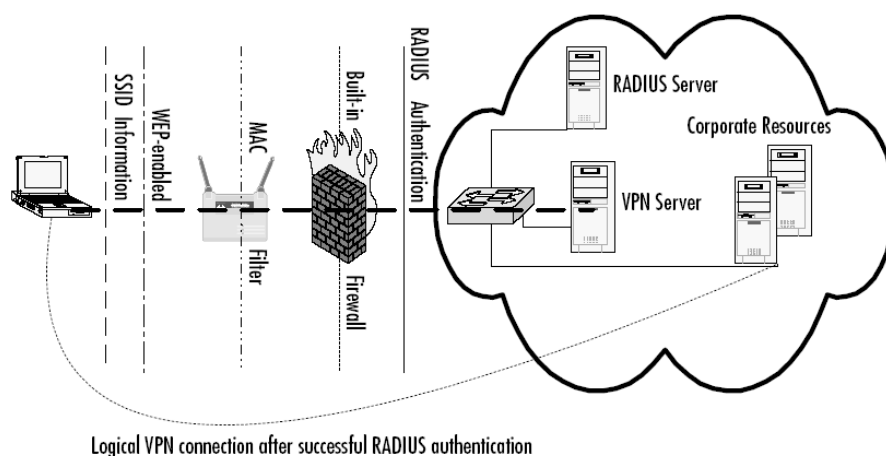 SSID Information
WEP-enabled
MAC Filter
Built-in Firewall
RADIUS Authentication
RADIUS Server
Corporate Resources
VPN Server
Logical VPN connection after successful RADIUS authentication